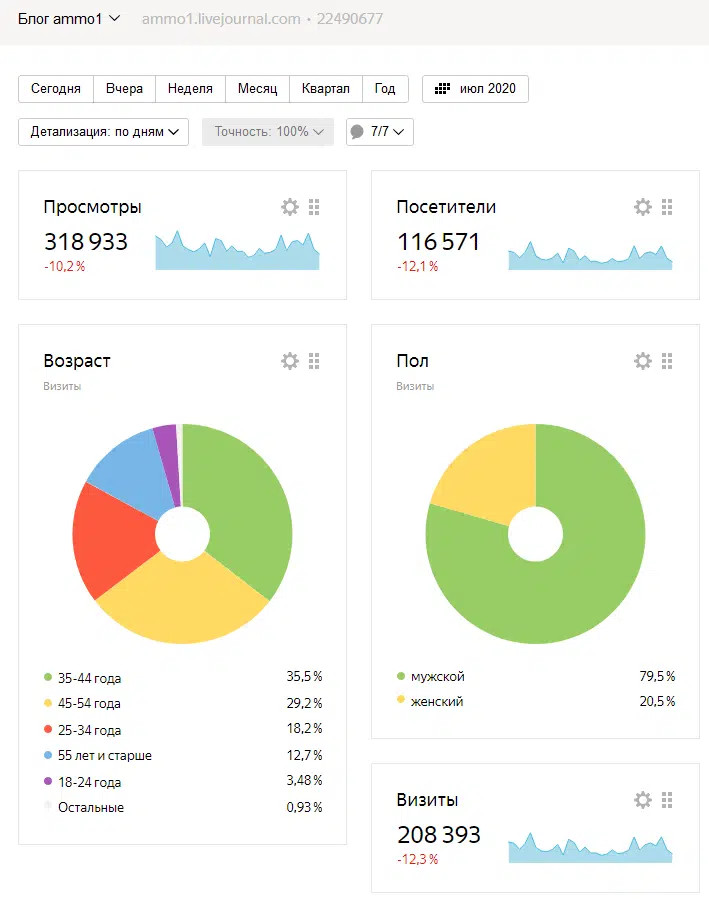 Блог ammo1 ammo1.livejournal.com • 22490677
Сегодня Вчера Неделя Месяц Квартал Год июл 2020
Детализация: по дням Точность: 100% 7/7
Просмотры
318 933
-10,2 %
Посетители
116 571
-12,1 %
Возраст
Визиты
35-44 года 35,5 %
45-54 года 29,2 %
25-34 года 18,2 %
55 лет и старше 12,7 %
18-24 года 3,48 %
Остальные 0,93 %
Пол
Визиты
мужской 79,5 %
женский 20,5 %
Визиты
208 393
-12,3 %